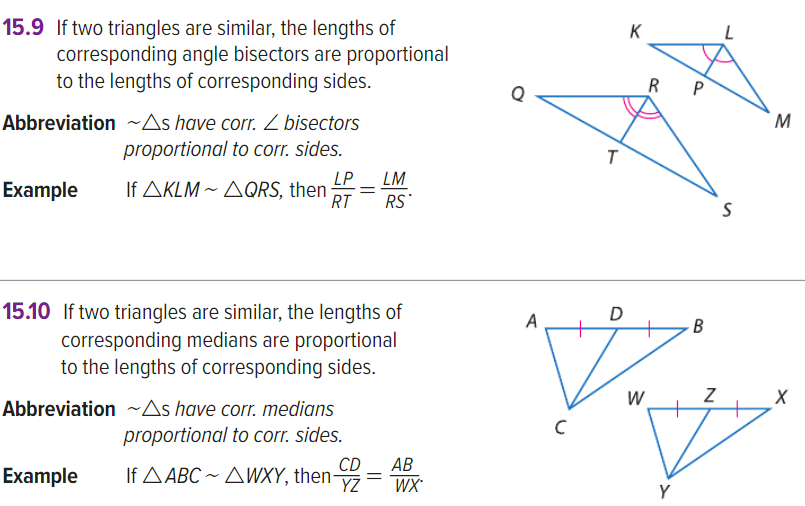 15.9 If two triangles are similar, the lengths of
corresponding angle bisectors are proportional
to the lengths of corresponding sides.
Abbreviation ~△s have corr. ∠ bisectors
proportional to corr. sides.
Example If △KLM ~ △QRS, then LP/RT = LM/RS.
K L
Q R P
M
T
S
15.10 If two triangles are similar, the lengths of
corresponding medians are proportional
to the lengths of corresponding sides.
Abbreviation ~△s have corr. medians
proportional to corr. sides.
Example If △ABC ~ △WXY, then CD/YZ = AB/WX.
A D B
W Z X
C
Y